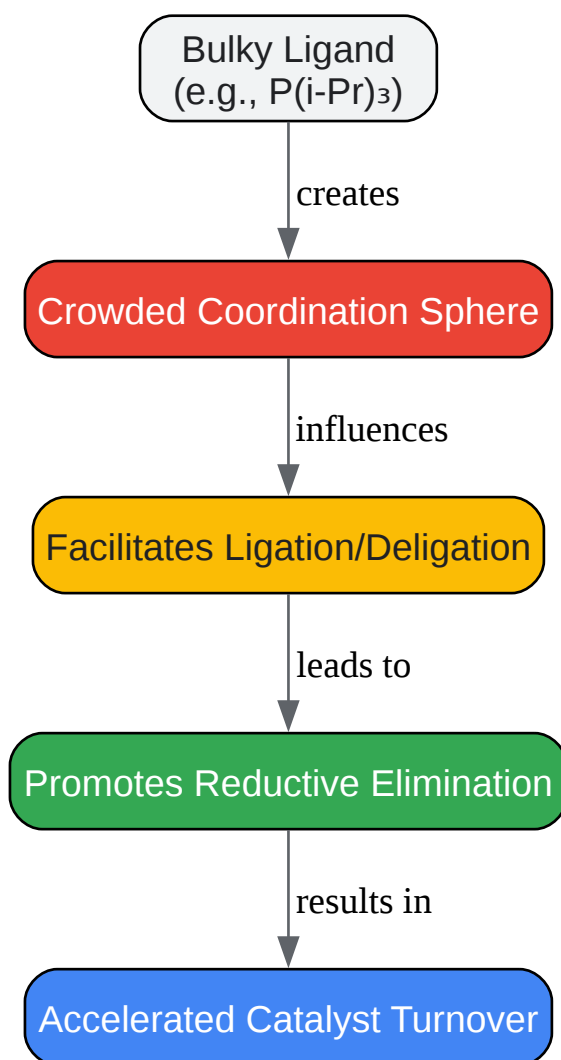 Bulky Ligand
(e.g., P(i-Pr)₃)
creates
Crowded Coordination Sphere
influences
Facilitates Ligation/Deligation
leads to
Promotes Reductive Elimination
results in
Accelerated Catalyst Turnover